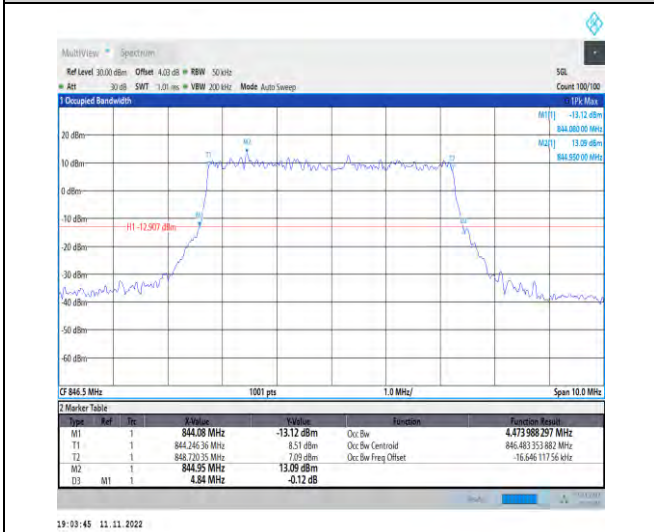 MultiView Spectrum
Ref Level 30.00 dBm Offset 4.03 dB RBW 50 kHz SGL
Att 30 dB SWT 1.01 ms VBW 200 kHz Mode Auto Sweep Count 100/100
1 Occupied Bandwidth 1Pk Max
M1[1] -13.12 dBm
844.080 00 MHz
M2[1] 13.09 dBm
844.950 00 MHz
20 dBm
M2
T1
T2
10 dBm
0 dBm
-10 dBm
M1
H1 -12.907 dBm
-20 dBm
-30 dBm
-40 dBm
-50 dBm
-60 dBm
CF 846.5 MHz 1001 pts 1.0 MHz/ Span 10.0 MHz
2 Marker Table
Type Ref Trc X-Value Y-Value Function Function Result
M1 1 844.08 MHz -13.12 dBm Occ Bw 4.473 988 297 MHz
T1 1 844.246 36 MHz 8.51 dBm Occ Bw Centroid 846.483 353 882 MHz
T2 1 848.720 35 MHz 7.09 dBm Occ Bw Freq Offset -16.646 117 56 kHz
M2 1 844.95 MHz 13.09 dBm
D3 M1 1 4.84 MHz -0.12 dB
19:03:45 11.11.2022